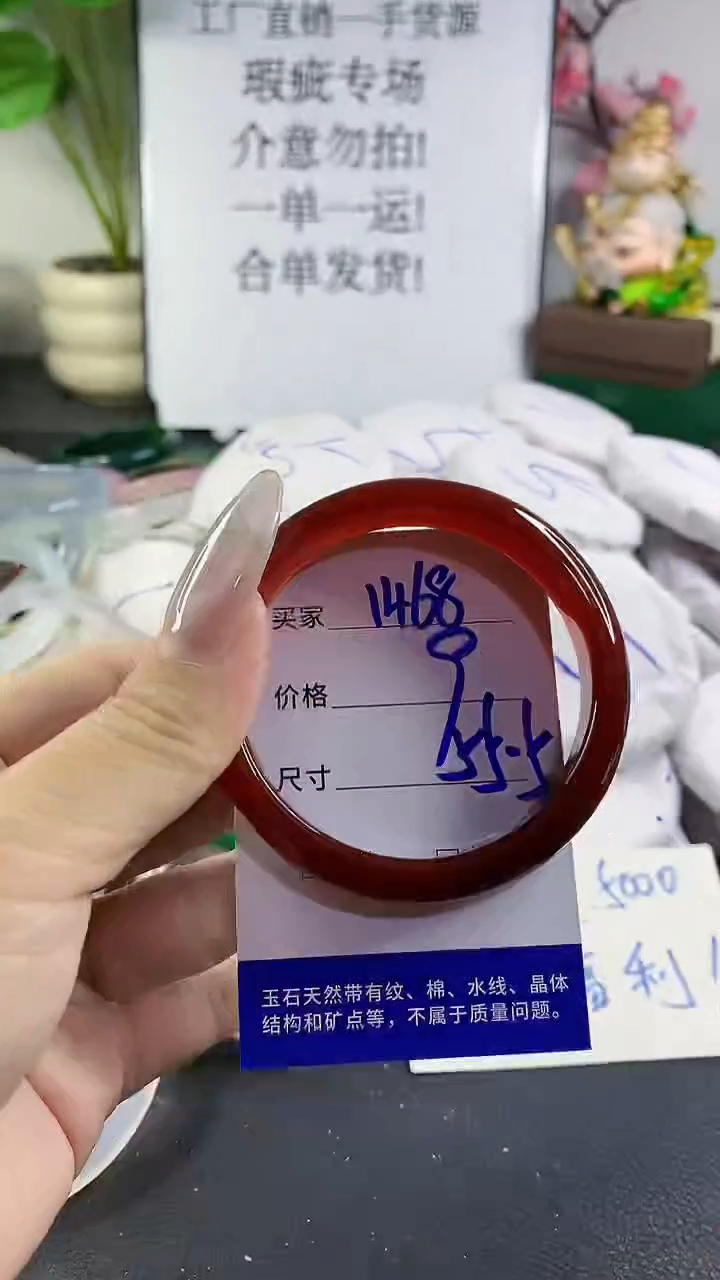 工厂直销一手货源
瑕疵专场
介意勿拍!
一单一运!
合单发货!
买家 1468
价格
尺寸 55.5
玉石天然带有纹、棉、水线、晶体
结构和矿点等，不属于质量问题。
5000
利